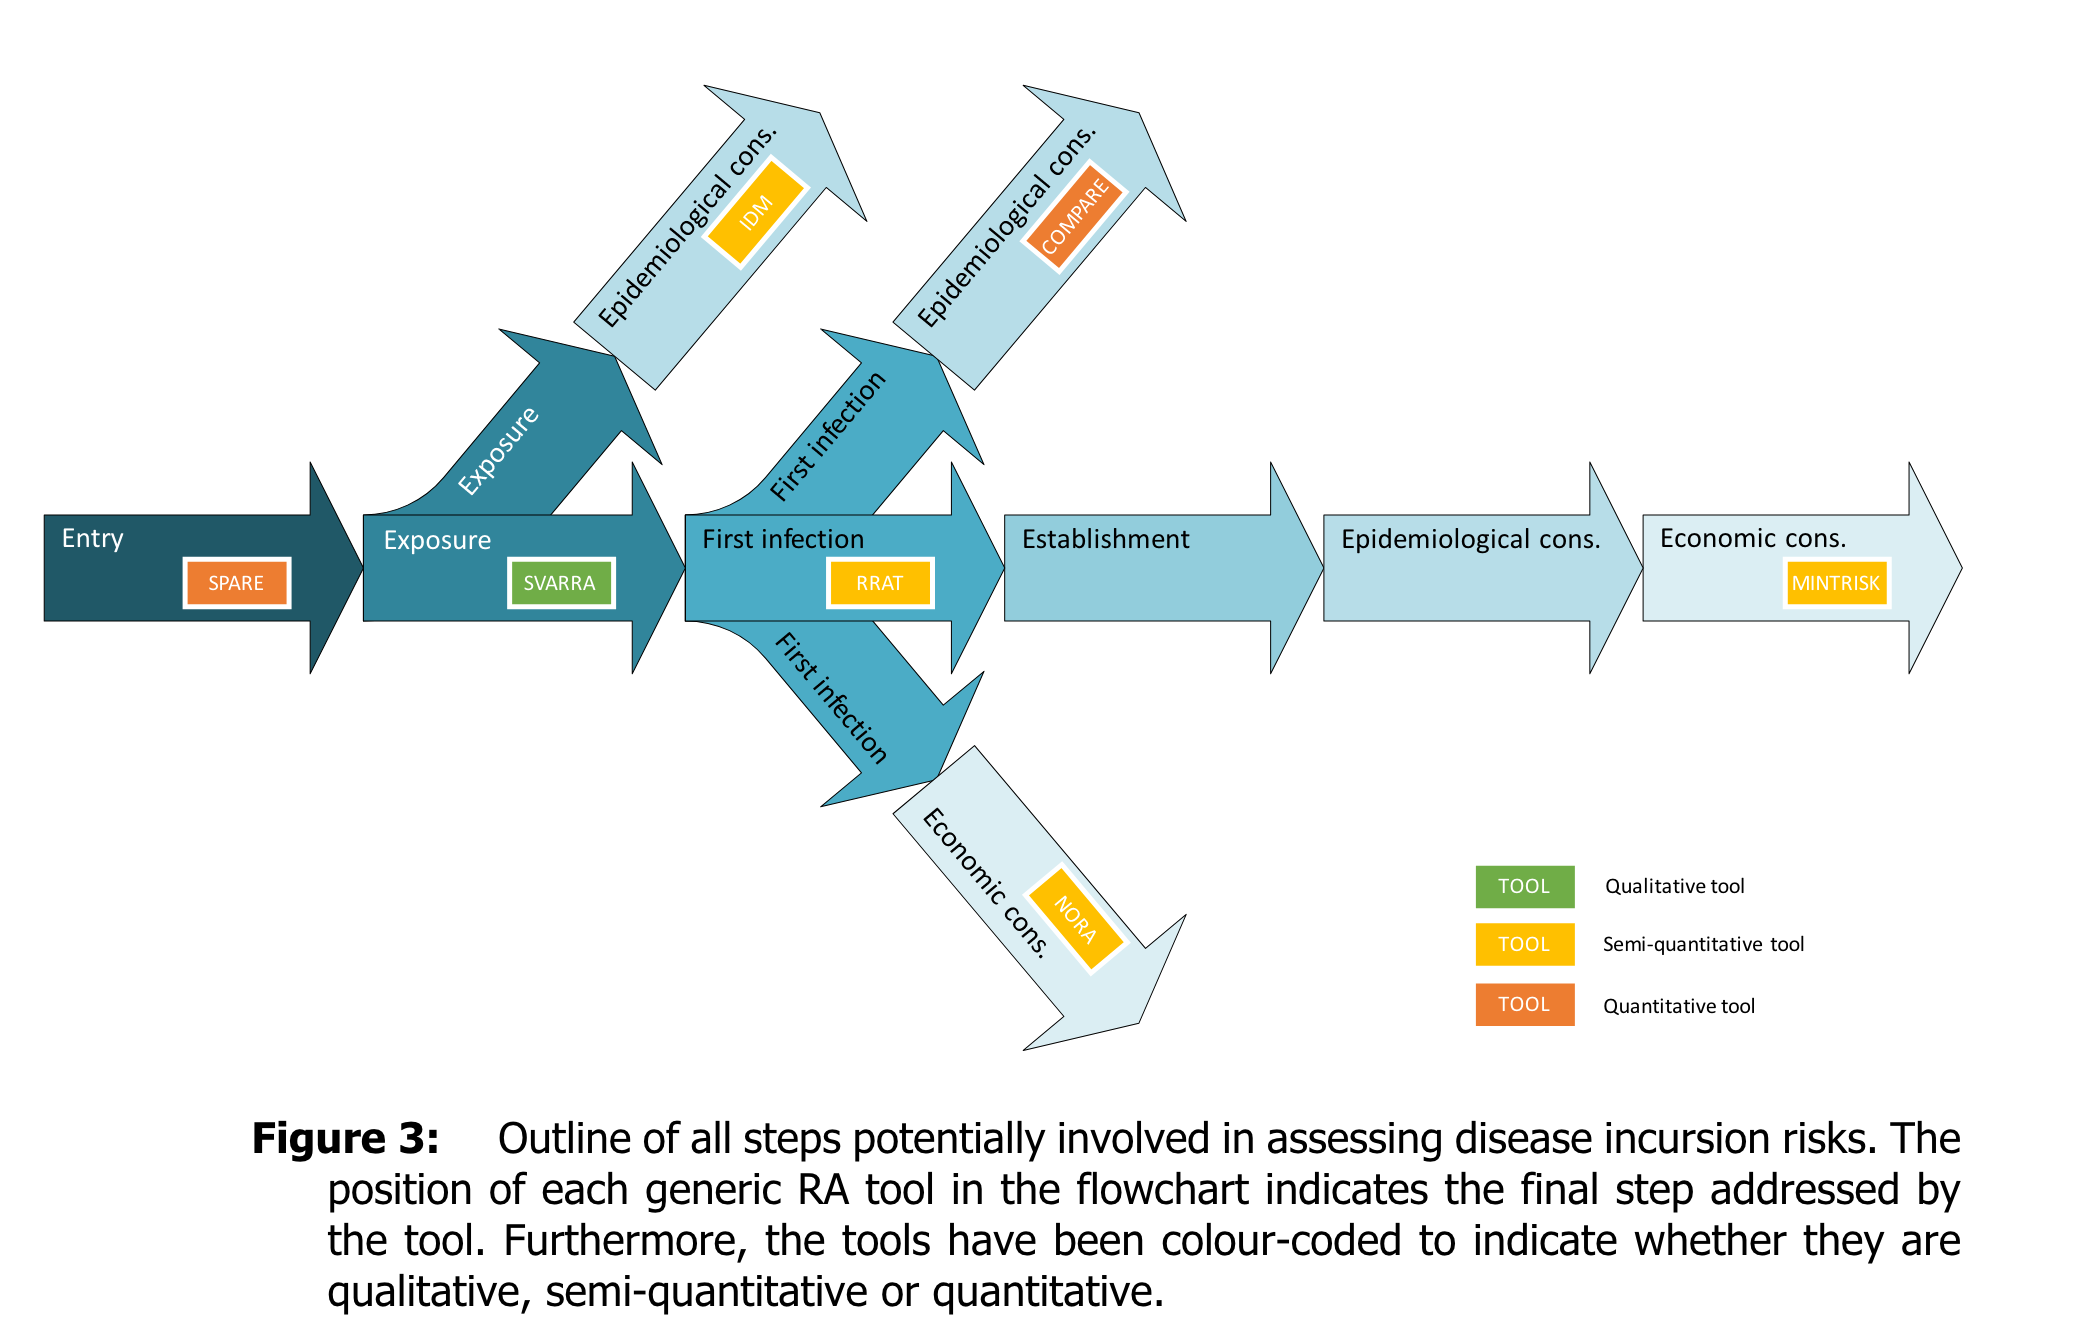 Epidemiological cons.
IDM
Epidemiological cons.
COMPARE
Exposure
First infection
Entry
SPARE
Exposure
SVARRA
First infection
RRAT
Establishment
Epidemiological cons.
Economic cons.
MINTRISK
First infection
Economic cons.
NORA
TOOL Qualitative tool
TOOL Semi-quantitative tool
TOOL Quantitative tool
Figure 3: Outline of all steps potentially involved in assessing disease incursion risks. The
position of each generic RA tool in the flowchart indicates the final step addressed by
the tool. Furthermore, the tools have been colour-coded to indicate whether they are
qualitative, semi-quantitative or quantitative.